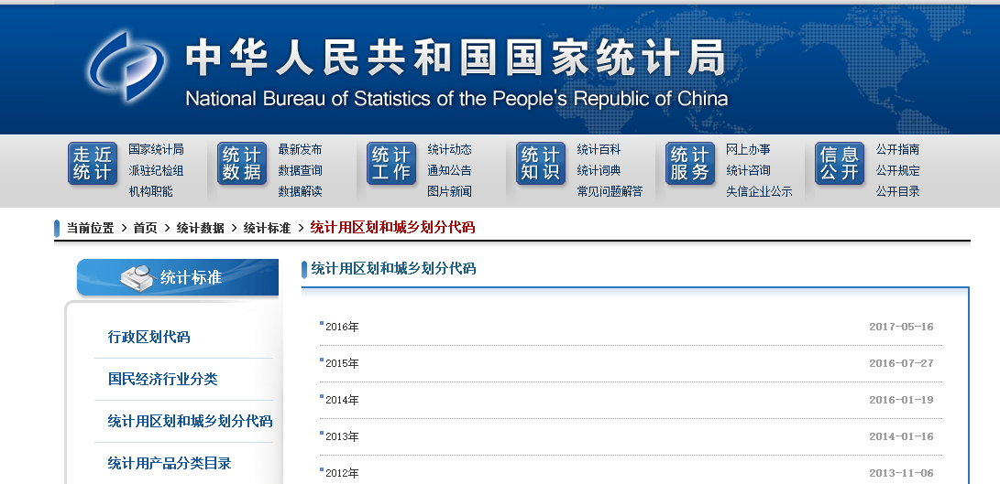 中华人民共和国国家统计局
National Bureau of Statistics of the People's Republic of China
走近统计
国家统计局
派驻纪检组
机构职能
统计数据
最新发布
数据查询
数据解读
统计工作
统计动态
通知公告
图片新闻
统计知识
统计百科
统计词典
常见问题解答
统计服务
网上办事
统计咨询
失信企业公示
信息公开
公开指南
公开规定
公开目录
当前位置 > 首页 > 统计数据 > 统计标准 > 统计用区划和城乡划分代码
统计标准
行政区划代码
国民经济行业分类
统计用区划和城乡划分代码
统计用产品分类目录
统计用区划和城乡划分代码
2016年 2017-05-16
2015年 2016-07-27
2014年 2016-01-19
2013年 2014-01-16
2012年 2013-11-06